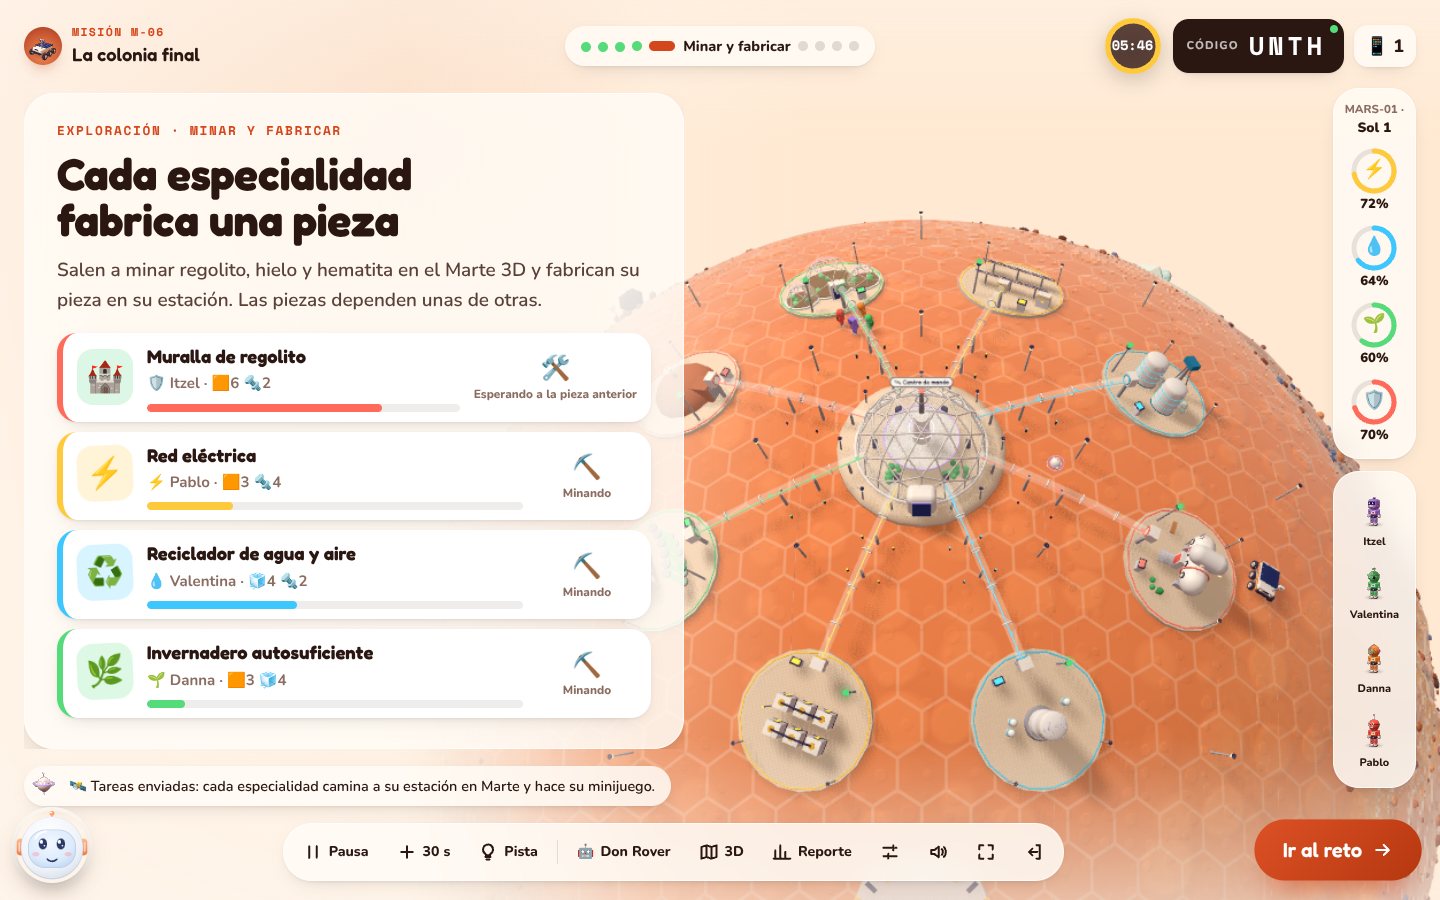 MISIÓN M-06
La colonia final
Minar y fabricar
05:46
CÓDIGO UNTH
1
EXPLORACIÓN · MINAR Y FABRICAR
Cada especialidad
fabrica una pieza
Salen a minar regolito, hielo y hematita en el Marte 3D y fabrican su
pieza en su estación. Las piezas dependen unas de otras.
Muralla de regolito
Itzel · 6 2
Esperando a la pieza anterior
Red eléctrica
Pablo · 3 4
Minando
Reciclador de agua y aire
Valentina · 4 2
Minando
Invernadero autosuficiente
Danna · 3 4
Minando
Centro de mando
MARS-01 ·
Sol 1
72%
64%
60%
70%
Itzel
Valentina
Danna
Pablo
Tareas enviadas: cada especialidad camina a su estación en Marte y hace su minijuego.
Pausa
30 s
Pista
Don Rover
3D
Reporte
Ir al reto